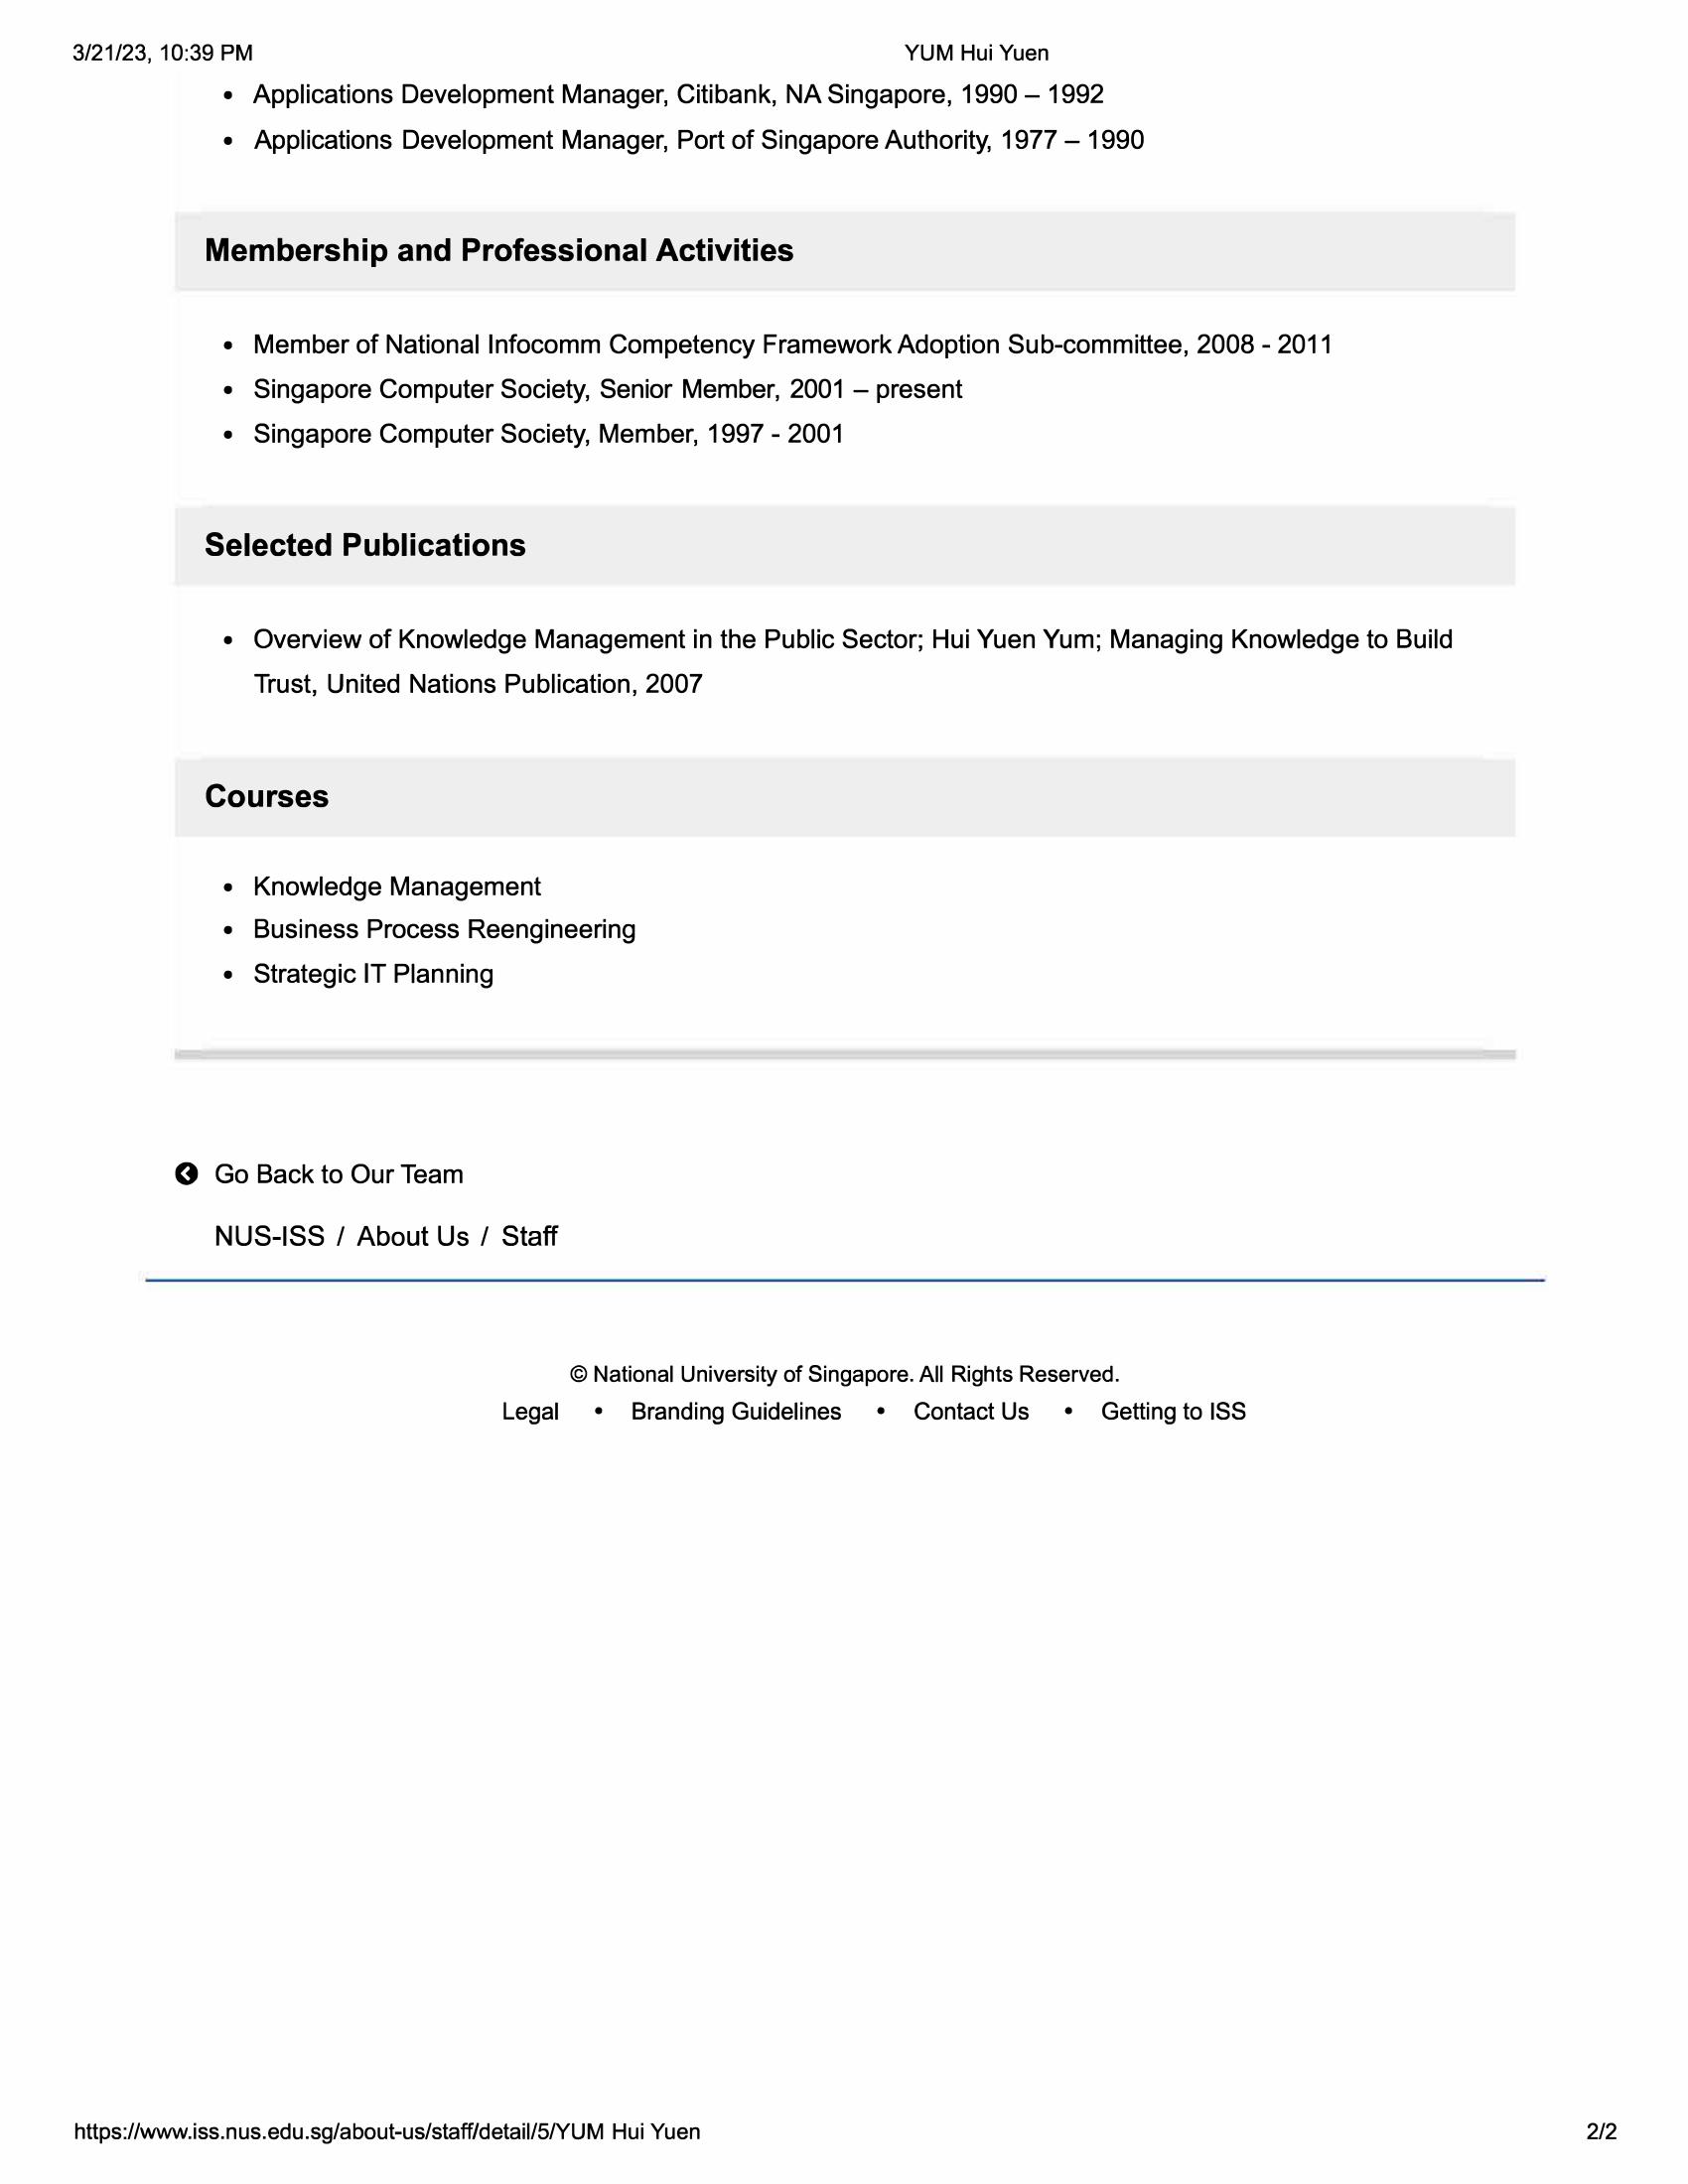 3/21/23, 10:39 PM YUM Hui Yuen
• Applications Development Manager, Citibank, NA Singapore, 1990 – 1992
• Applications Development Manager, Port of Singapore Authority, 1977 – 1990
Membership and Professional Activities
• Member of National Infocomm Competency Framework Adoption Sub-committee, 2008 - 2011
• Singapore Computer Society, Senior Member, 2001 – present
• Singapore Computer Society, Member, 1997 - 2001
Selected Publications
• Overview of Knowledge Management in the Public Sector; Hui Yuen Yum; Managing Knowledge to Build
Trust, United Nations Publication, 2007
Courses
• Knowledge Management
• Business Process Reengineering
• Strategic IT Planning
Go Back to Our Team
NUS-ISS / About Us / Staff
© National University of Singapore. All Rights Reserved.
Legal • Branding Guidelines • Contact Us • Getting to ISS
https://www.iss.nus.edu.sg/about-us/staff/detail/5/YUM Hui Yuen 2/2